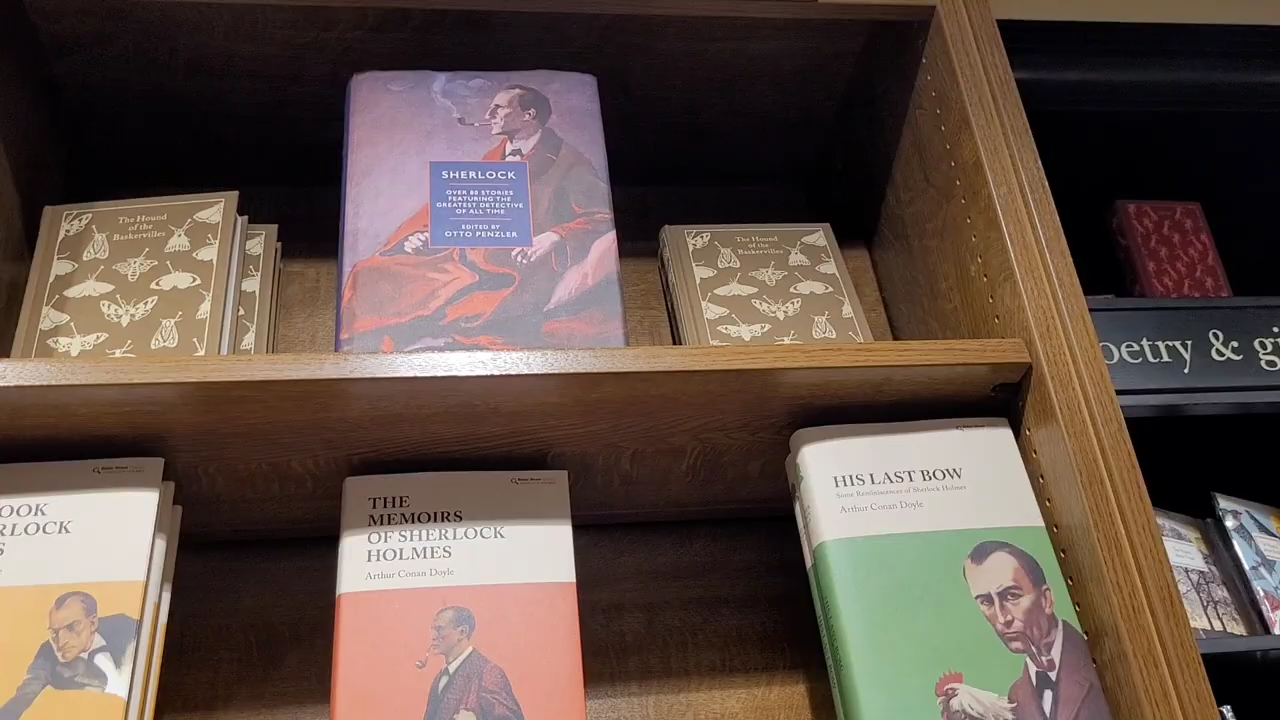 The Hound
of the
Baskervilles
SHERLOCK
OVER 80 STORIES
FEATURING THE
GREATEST DETECTIVE
OF ALL TIME
EDITED BY
OTTO PENZLER
The Hound
of the
Baskervilles
oetry & gi
OOK
RLOCK
S
THE
MEMOIRS
OF SHERLOCK
HOLMES
Arthur Conan Doyle
HIS LAST BOW
Some Reminiscences of Sherlock Holmes
Arthur Conan Doyle